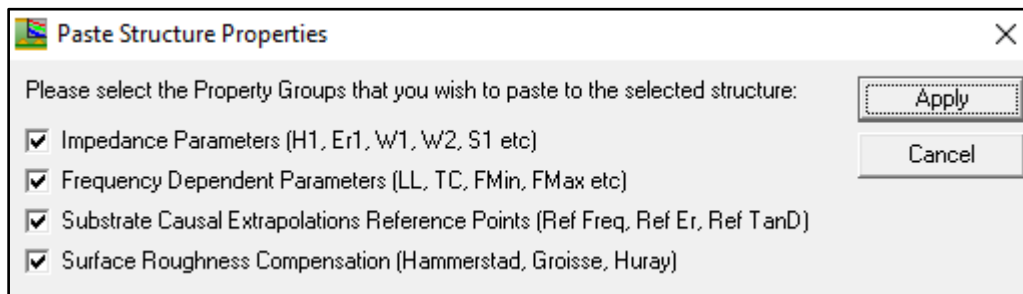 Paste Structure Properties
Please select the Property Groups that you wish to paste to the selected structure:
Apply
Impedance Parameters (H1, Er1, W1, W2, S1 etc)
Cancel
Frequency Dependent Parameters (LL, TC, FMin, FMax etc)
Substrate Causal Extrapolations Reference Points (Ref Freq, Ref Er, Ref TanD)
Surface Roughness Compensation (Hammerstad, Groisse, Huray)